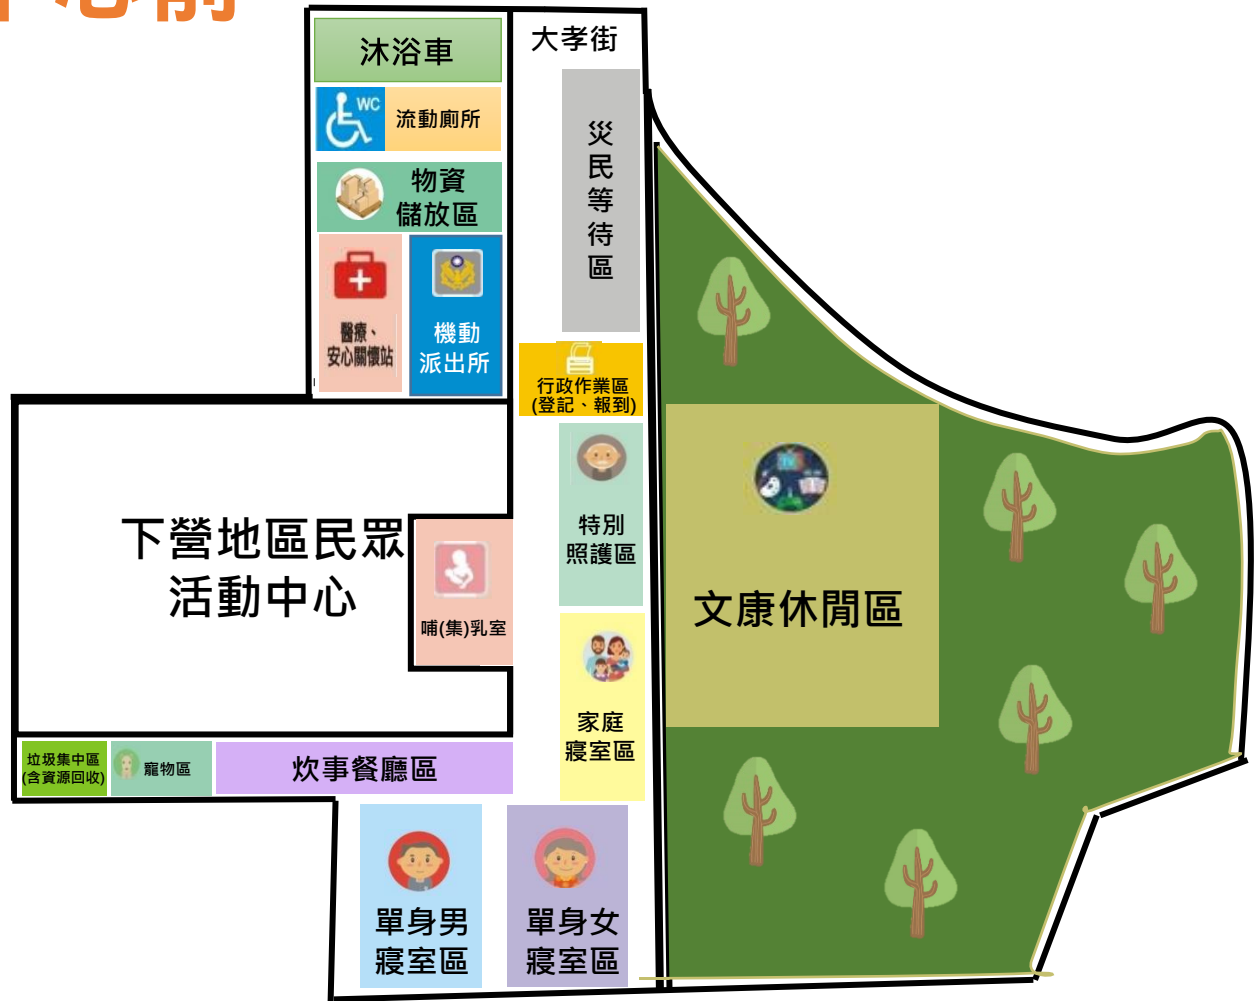 沐浴車
大孝街
WC
流動廁所
物資
儲放區
災民等待區
醫療、
安心關懷站
機動
派出所
行政作業區
(登記、報到)
特別
照護區
下營地區民眾
活動中心
哺(集)乳室
文康休閒區
家庭
寢室區
垃圾集中區
(含資源回收)
寵物區
炊事餐廳區
單身男
寢室區
單身女
寢室區